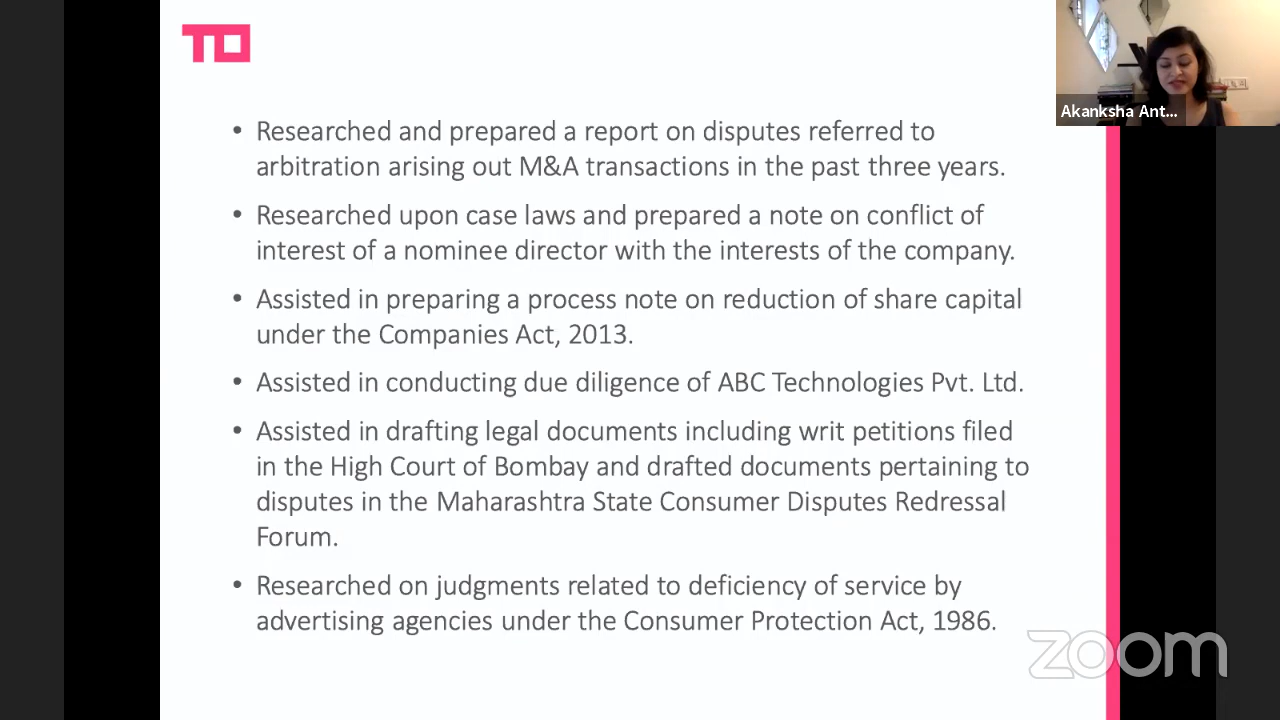 TO
Akanksha Ant...
• Researched and prepared a report on disputes referred to
arbitration arising out M&A transactions in the past three years.
• Researched upon case laws and prepared a note on conflict of
interest of a nominee director with the interests of the company.
• Assisted in preparing a process note on reduction of share capital
under the Companies Act, 2013.
• Assisted in conducting due diligence of ABC Technologies Pvt. Ltd.
• Assisted in drafting legal documents including writ petitions filed
in the High Court of Bombay and drafted documents pertaining to
disputes in the Maharashtra State Consumer Disputes Redressal
Forum.
• Researched on judgments related to deficiency of service by
advertising agencies under the Consumer Protection Act, 1986.
zoom